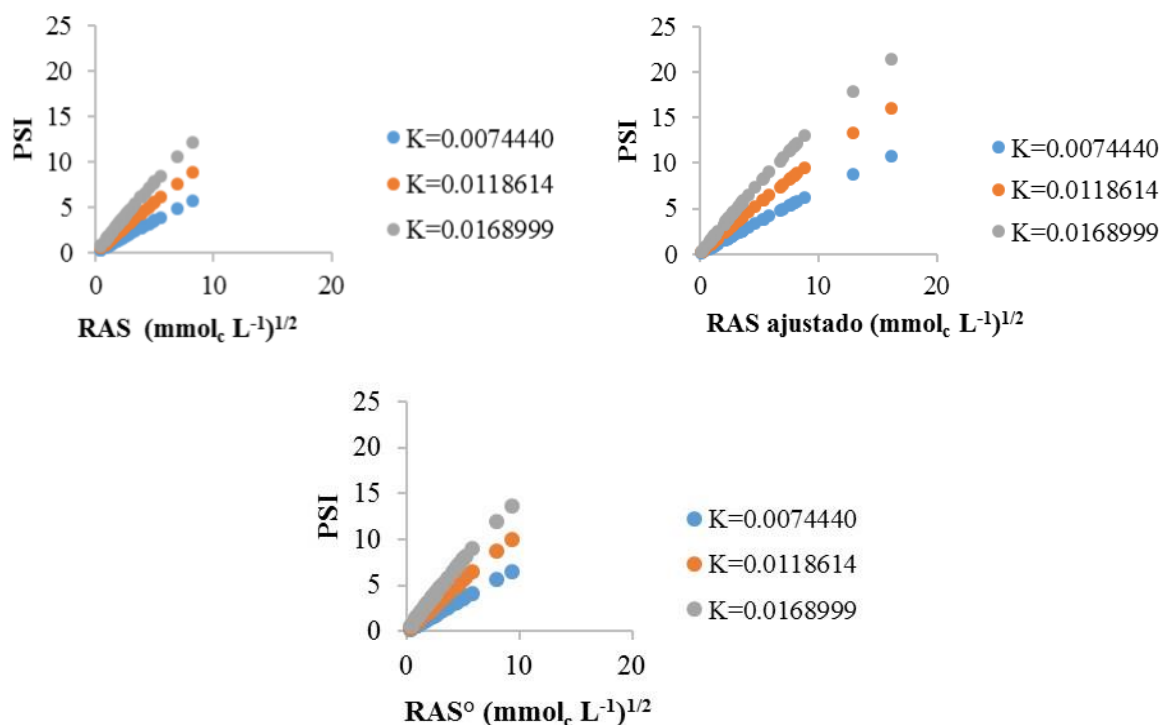 25
20
15
10
5
0
PSI
0
10
20
RAS (mmolc L-1)1/2
K=0.0074440
K=0.0118614
K=0.0168999
25
20
15
10
5
0
PSI
0
10
20
RAS ajustado (mmolc L-1)1/2
K=0.0074440
K=0.0118614
K=0.0168999
25
20
15
10
5
0
PSI
0
10
20
RAS° (mmolc L-1)1/2
K=0.0074440
K=0.0118614
K=0.0168999